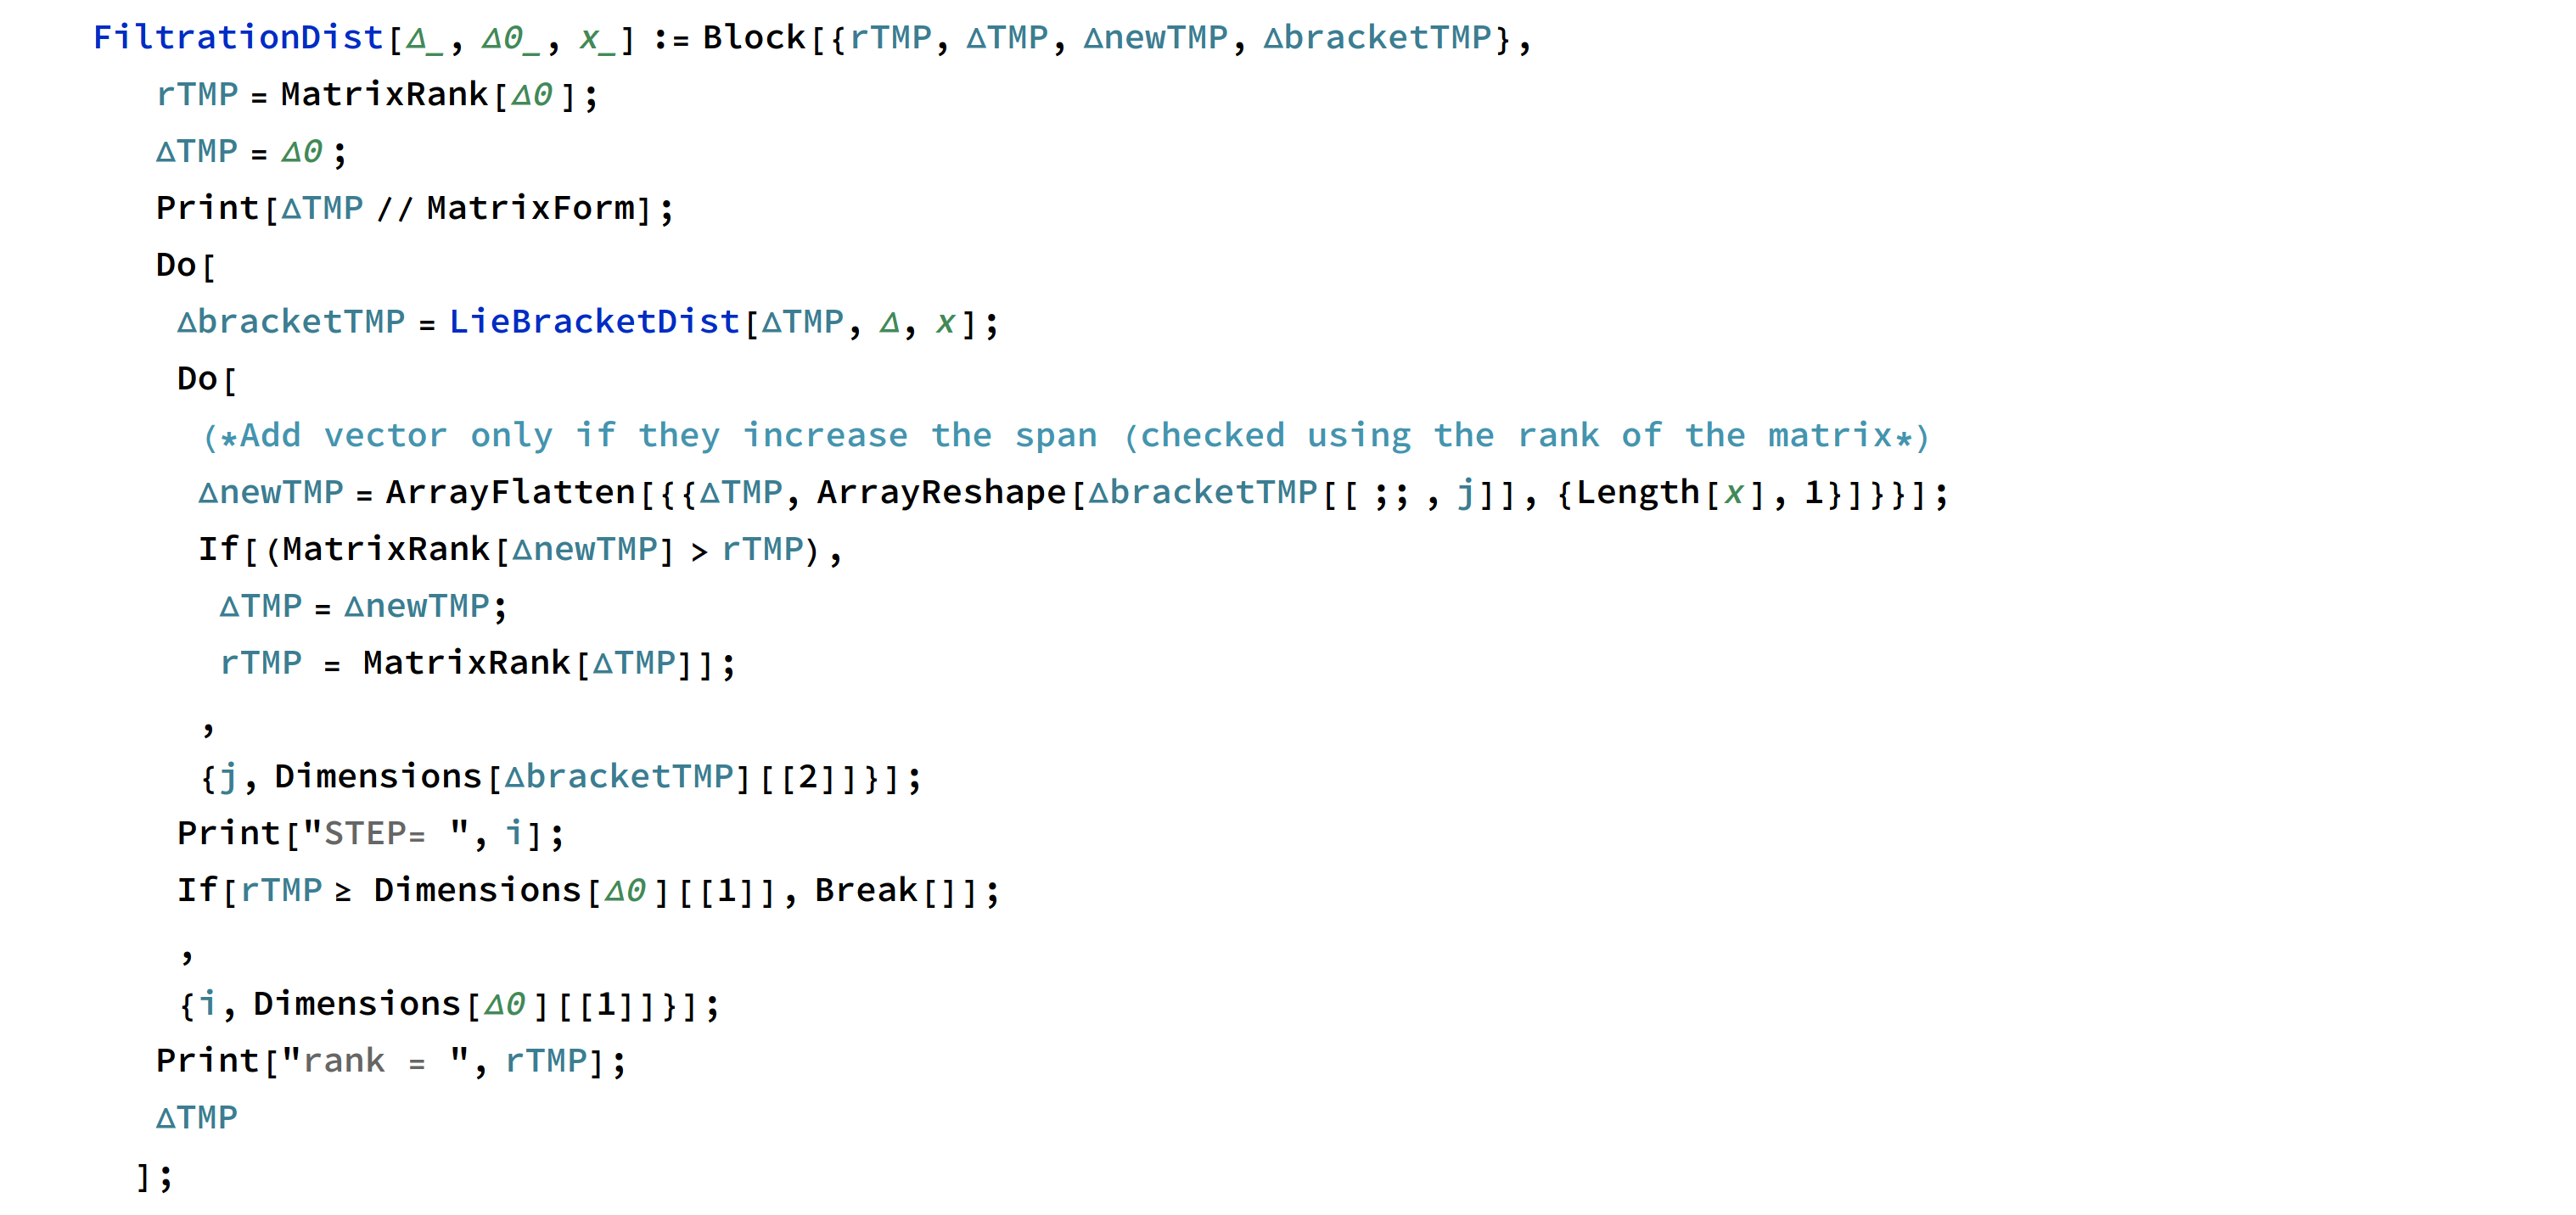 FiltrationDist[Δ_, Δ0_, x_] := Block[{rTMP, ΔTMP, ΔnewTMP, ΔbracketTMP},
rTMP = MatrixRank[Δ0];
ΔTMP = Δ0;
Print[ΔTMP // MatrixForm];
Do[
ΔbracketTMP = LieBracketDist[ΔTMP, Δ, x];
Do[
(*Add vector only if they increase the span (checked using the rank of the matrix*)
ΔnewTMP = ArrayFlatten[{{ΔTMP, ArrayReshape[ΔbracketTMP[[ ;; , j]], {Length[x], 1}]}}];
If[(MatrixRank[ΔnewTMP] > rTMP),
ΔTMP = ΔnewTMP;
rTMP = MatrixRank[ΔTMP]];
,
{j, Dimensions[ΔbracketTMP][[2]]}];
Print["STEP= ", i];
If[rTMP ≥ Dimensions[Δ0][[1]], Break[]];
,
{i, Dimensions[Δ0][[1]]}];
Print["rank = ", rTMP];
ΔTMP
];